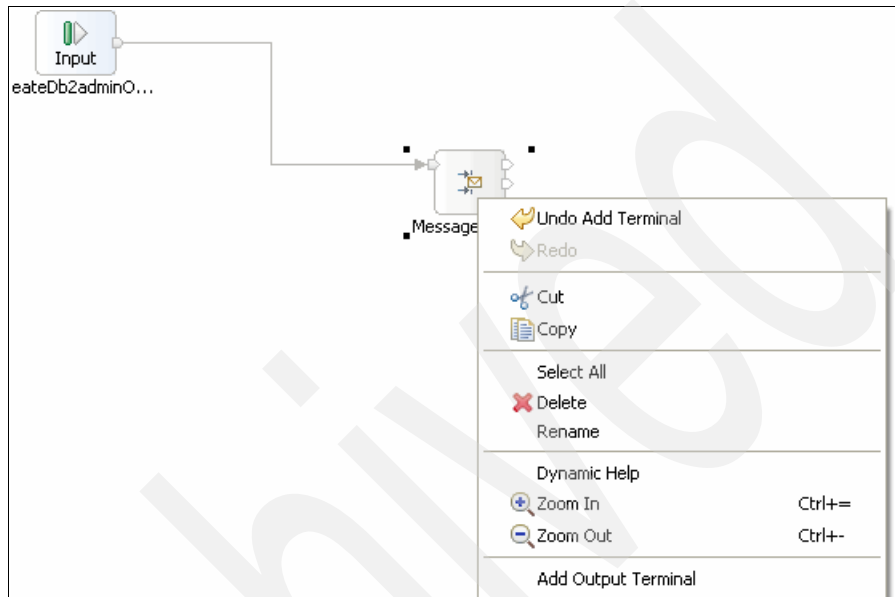 Input
eateDb2adminO...
Message
Undo Add Terminal
Redo
Cut
Copy
Select All
Delete
Rename
Dynamic Help
Zoom In Ctrl+=
Zoom Out Ctrl+-
Add Output Terminal
hived